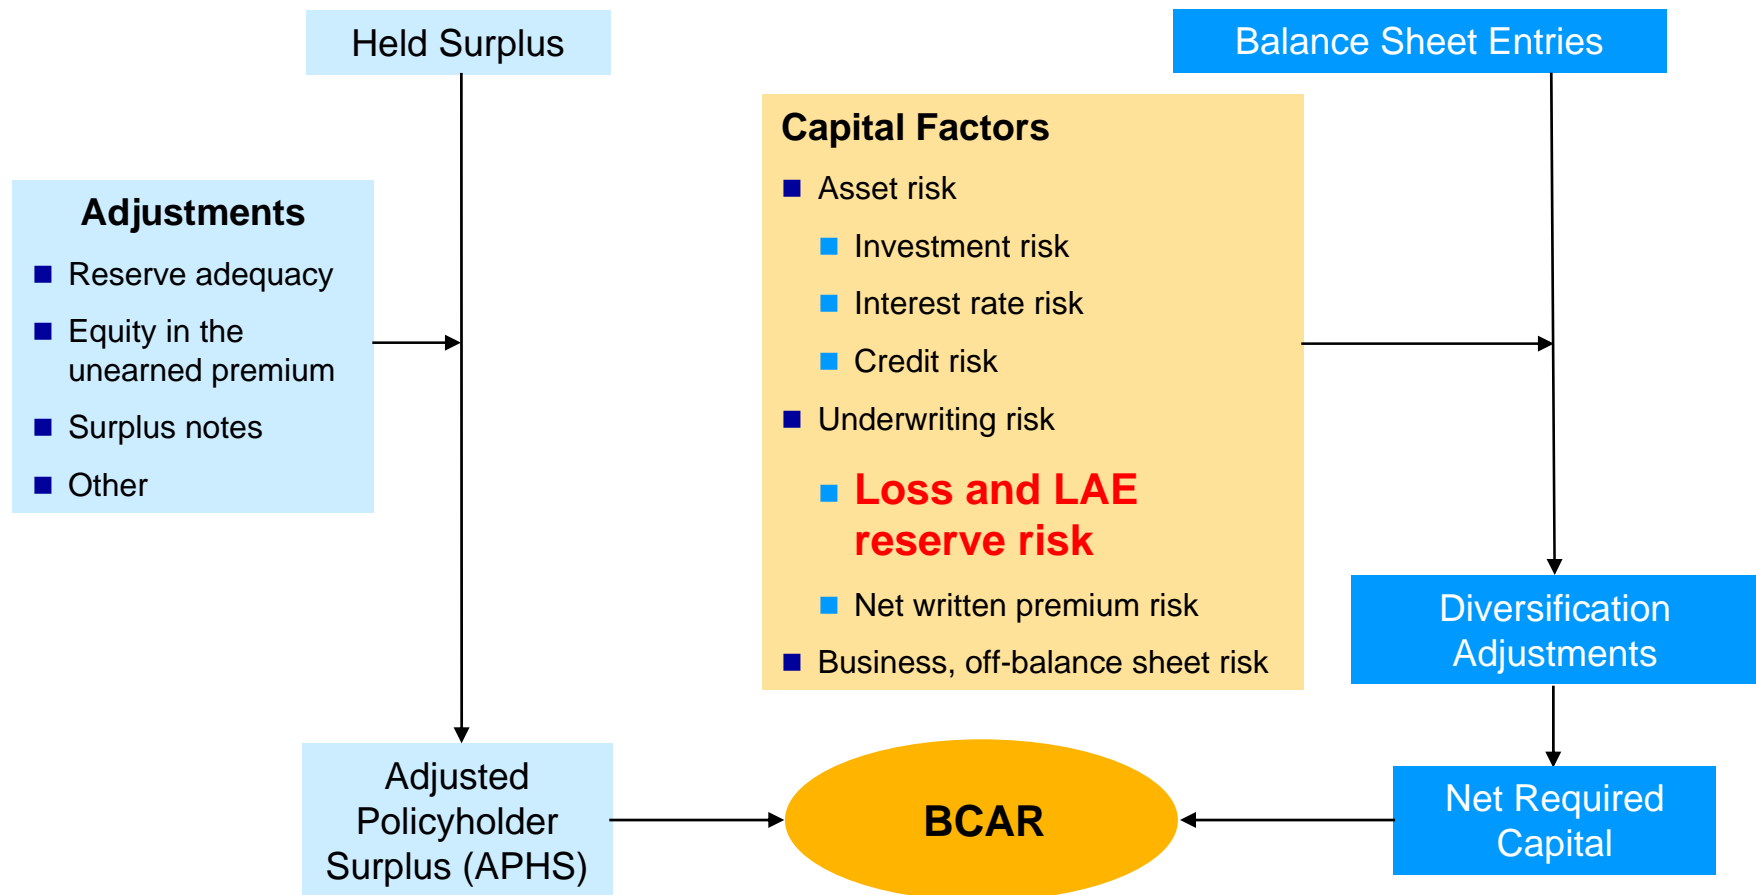 Held Surplus
Balance Sheet Entries
Adjustments
Reserve adequacy
Equity in the
unearned premium
Surplus notes
Other
Capital Factors
Asset risk
Investment risk
Interest rate risk
Credit risk
Underwriting risk
Loss and LAE
reserve risk
Net written premium risk
Business, off-balance sheet risk
Diversification
Adjustments
Adjusted
Policyholder
Surplus (APHS)
BCAR
Net Required
Capital